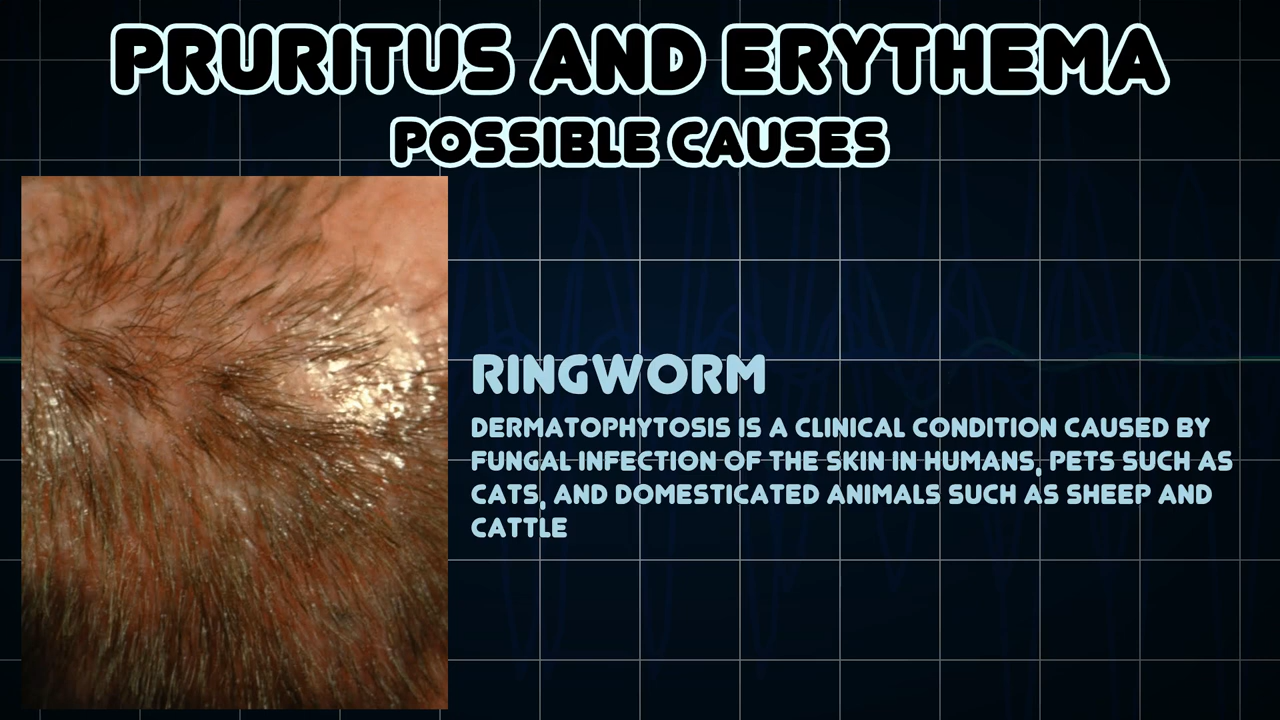 PRURITUS AND ERYTHEMA
POSSIBLE CAUSES
RINGWORM
DERMATOPHYTOSIS IS A CLINICAL CONDITION CAUSED BY
FUNGAL INFECTION OF THE SKIN IN HUMANS, PETS SUCH AS
CATS, AND DOMESTICATED ANIMALS SUCH AS SHEEP AND
CATTLE